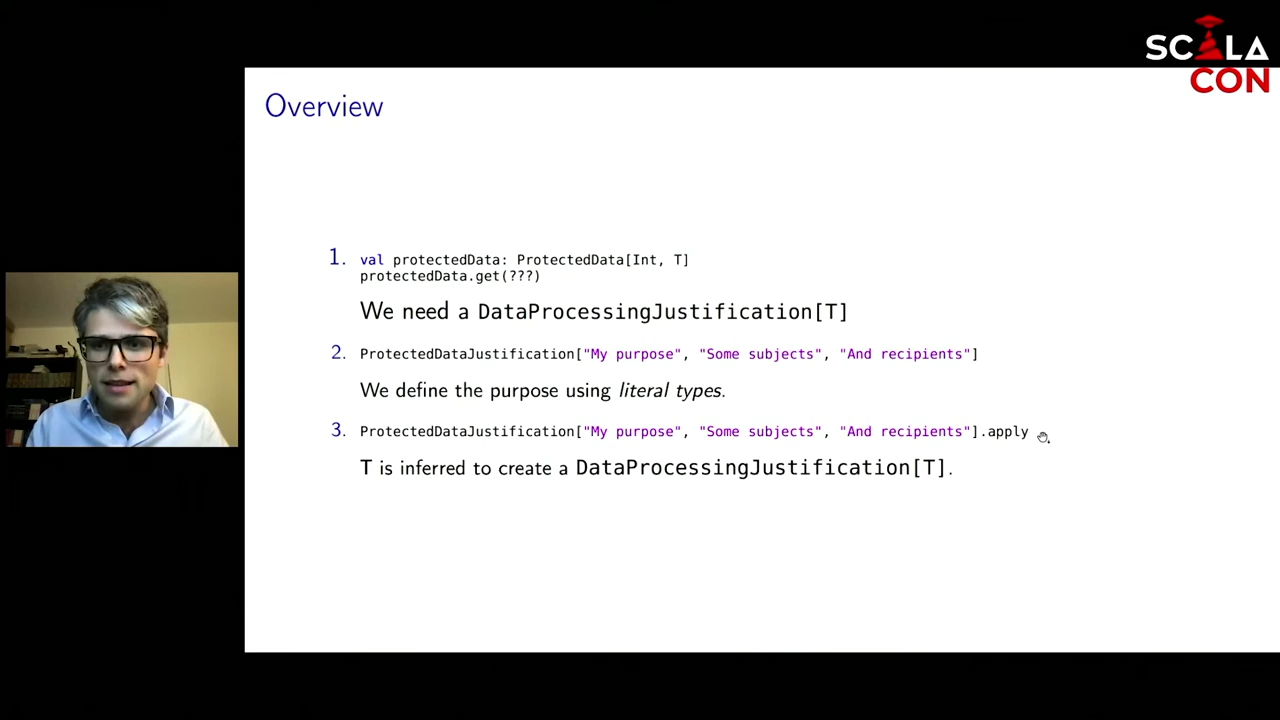 SCALA
CON
Overview
1. val protectedData: ProtectedData[Int, T]
protectedData.get(???)
We need a DataProcessingJustification[T]
2. ProtectedDataJustification["My purpose", "Some subjects", "And recipients"]
We define the purpose using literal types.
3. ProtectedDataJustification["My purpose", "Some subjects", "And recipients"].apply
T is inferred to create a DataProcessingJustification[T].